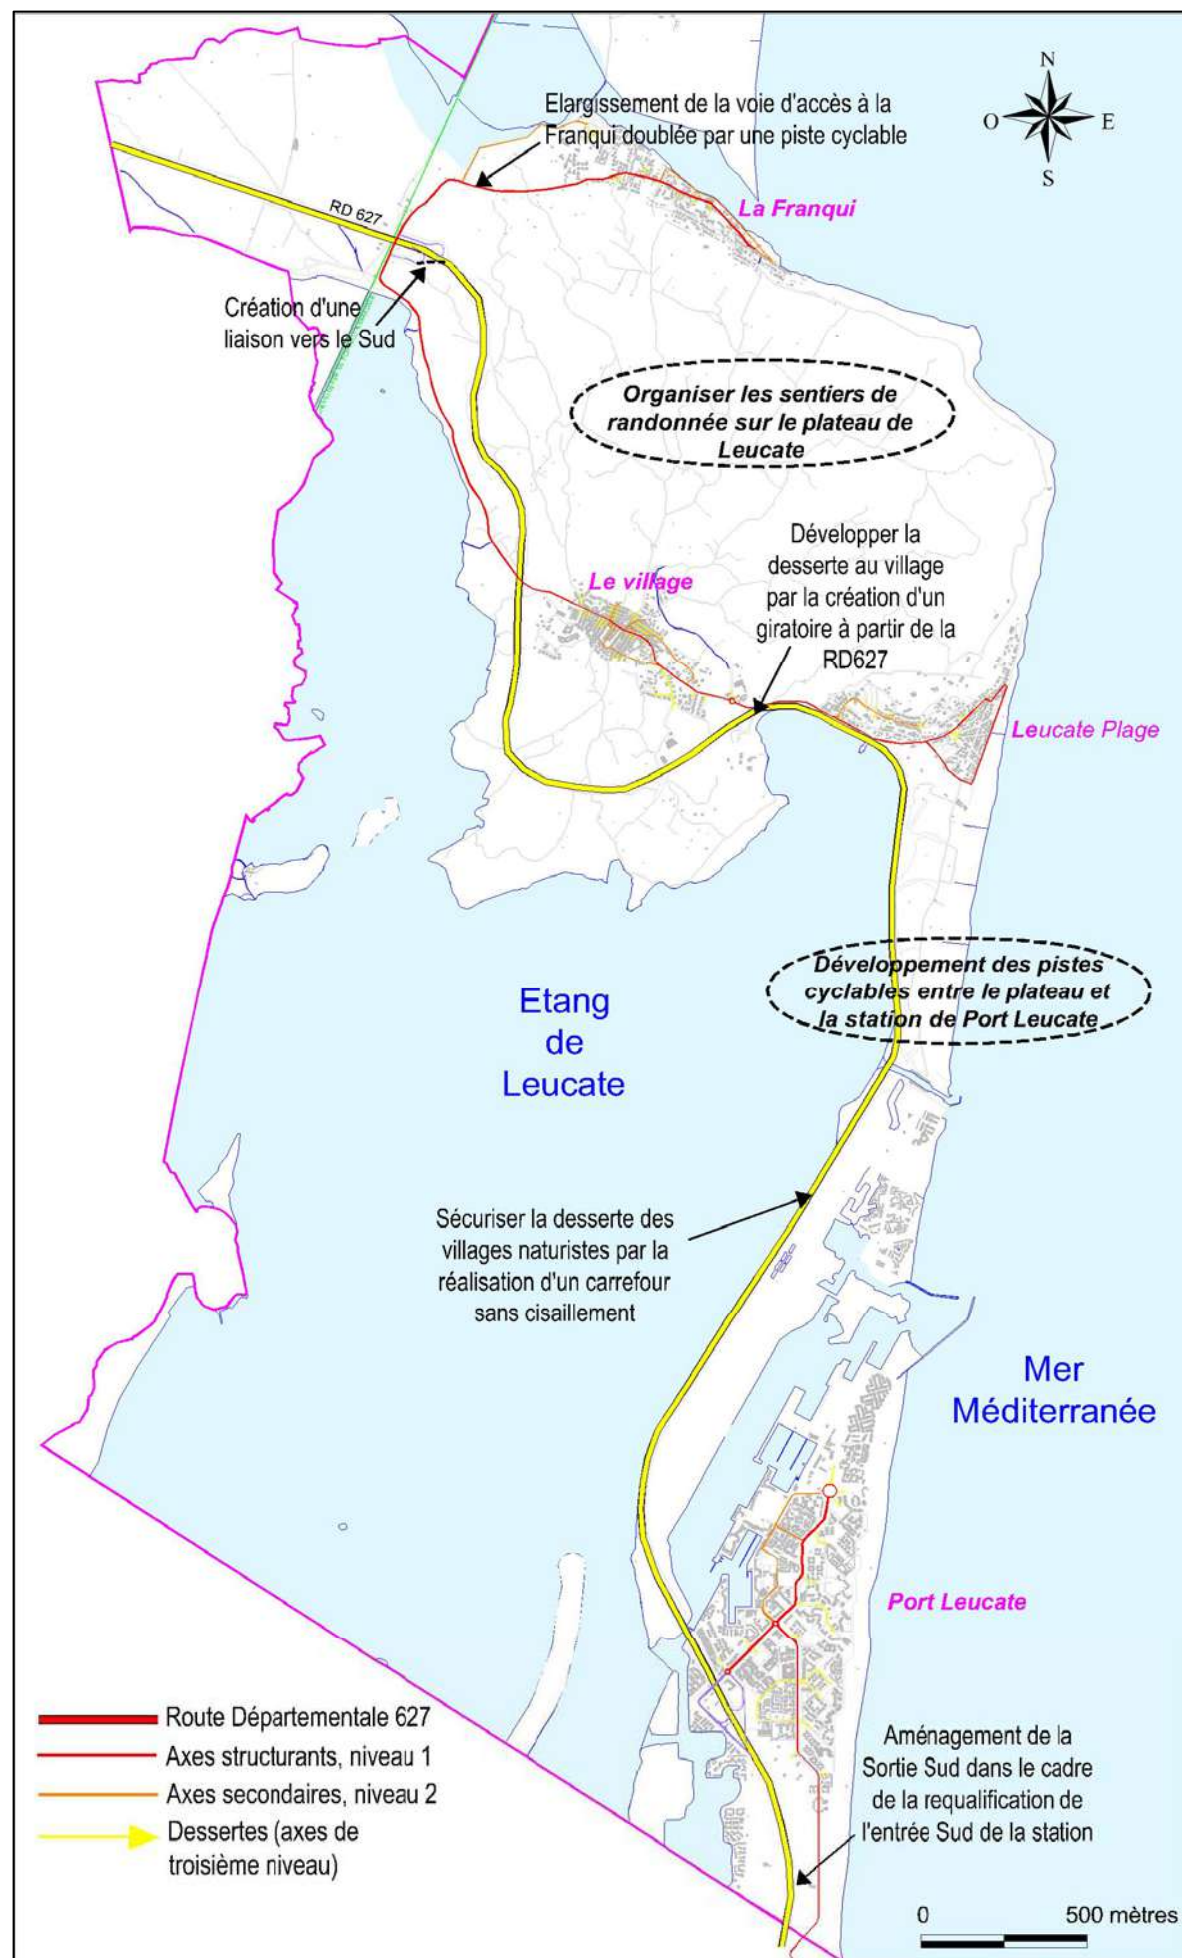 N
O
E
S
Elargissement de la voie d'accès à la
Franqui doublée par une piste cyclable
La Franqui
RD 627
Création d'une
liaison vers le Sud
Organiser les sentiers de
randonnée sur le plateau de
Leucate
Développer la
desserte au village
par la création d'un
giratoire à partir de la
RD627
Le village
Leucate Plage
Développement des pistes
cyclables entre le plateau et
la station de Port Leucate
Etang
de
Leucate
Sécuriser la desserte des
villages naturistes par la
réalisation d'un carrefour
sans cisaillement
Mer
Méditerranée
Port Leucate
Route Départementale 627
Axes structurants, niveau 1
Axes secondaires, niveau 2
Dessertes (axes de
troisième niveau)
Aménagement de la
Sortie Sud dans le cadre
de la requalification de
l'entrée Sud de la station
0
500 mètres